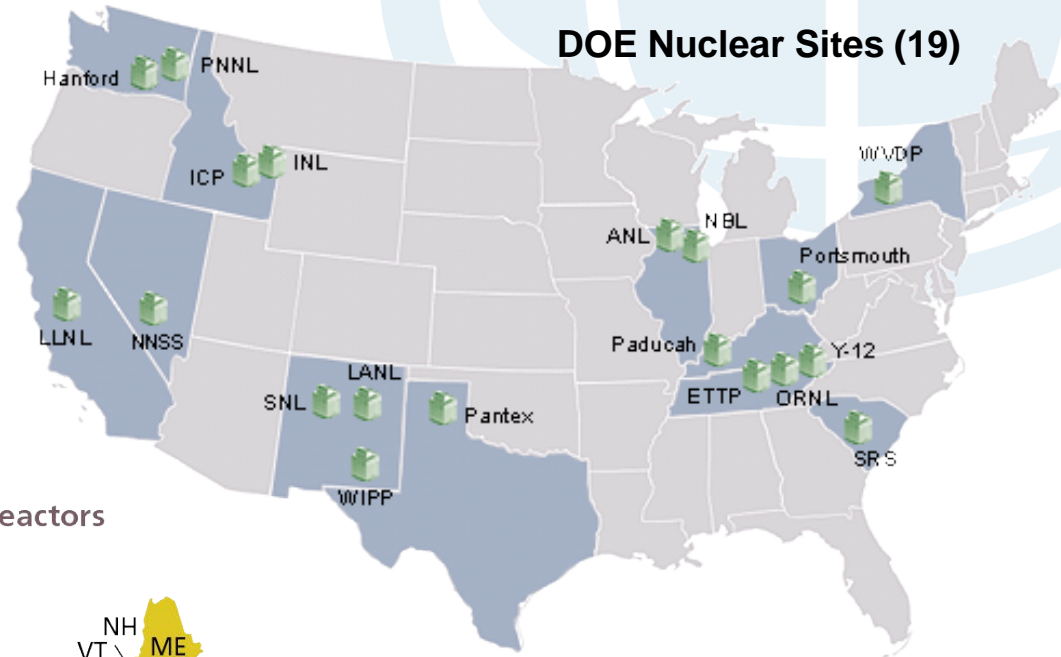 DOE Nuclear Sites (19)
Hanford
PNNL
ICP
INL
WVDP
ANL
NBL
Portsmouth
LLNL
NNSS
Paducah
Y-12
LANL
ETTP
ORNL
SNL
Pantex
SRS
WIPP
eactors
NH
VT
ME